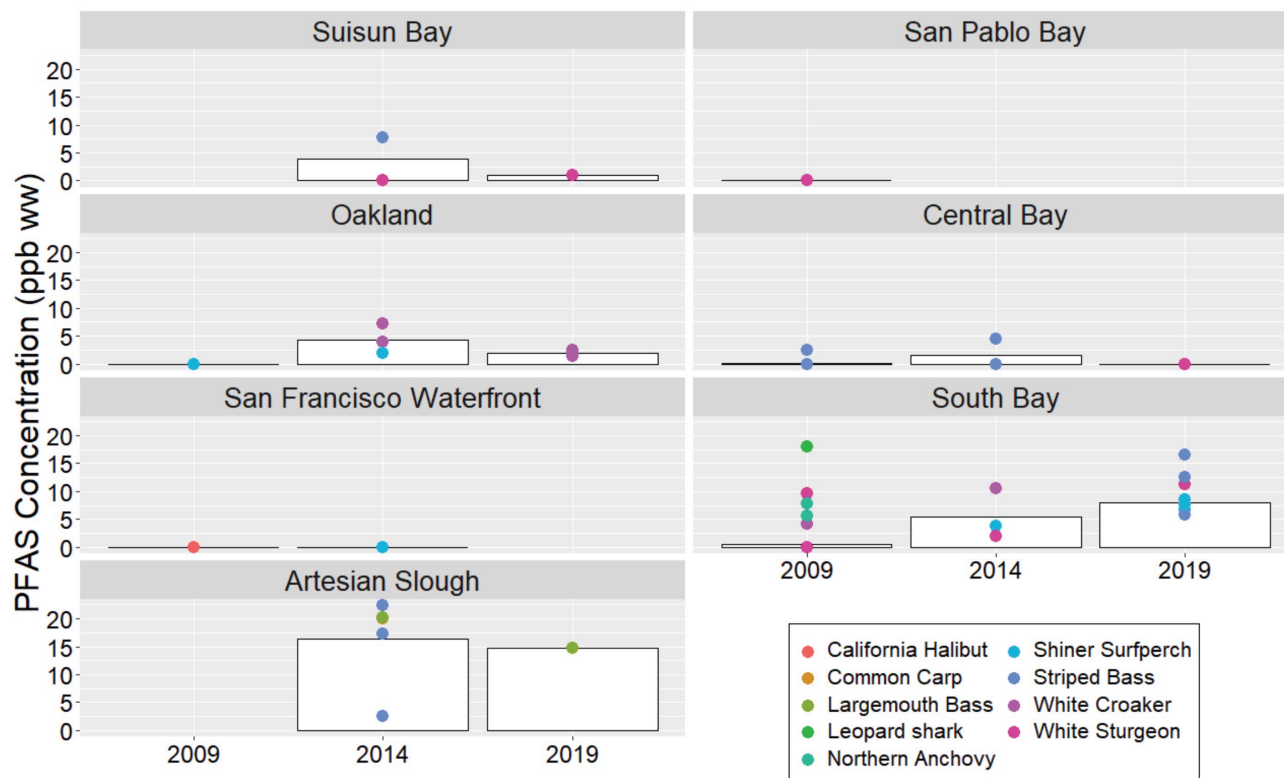 PFAS Concentration (ppb ww)
Suisun Bay
20
15
10
5
0
San Pablo Bay
Oakland
20
15
10
5
0
Central Bay
San Francisco Waterfront
20
15
10
5
0
South Bay
2009 2014 2019
Artesian Slough
20
15
10
5
0
2009 2014 2019
California Halibut
Common Carp
Largemouth Bass
Leopard shark
Northern Anchovy
Shiner Surfperch
Striped Bass
White Croaker
White Sturgeon